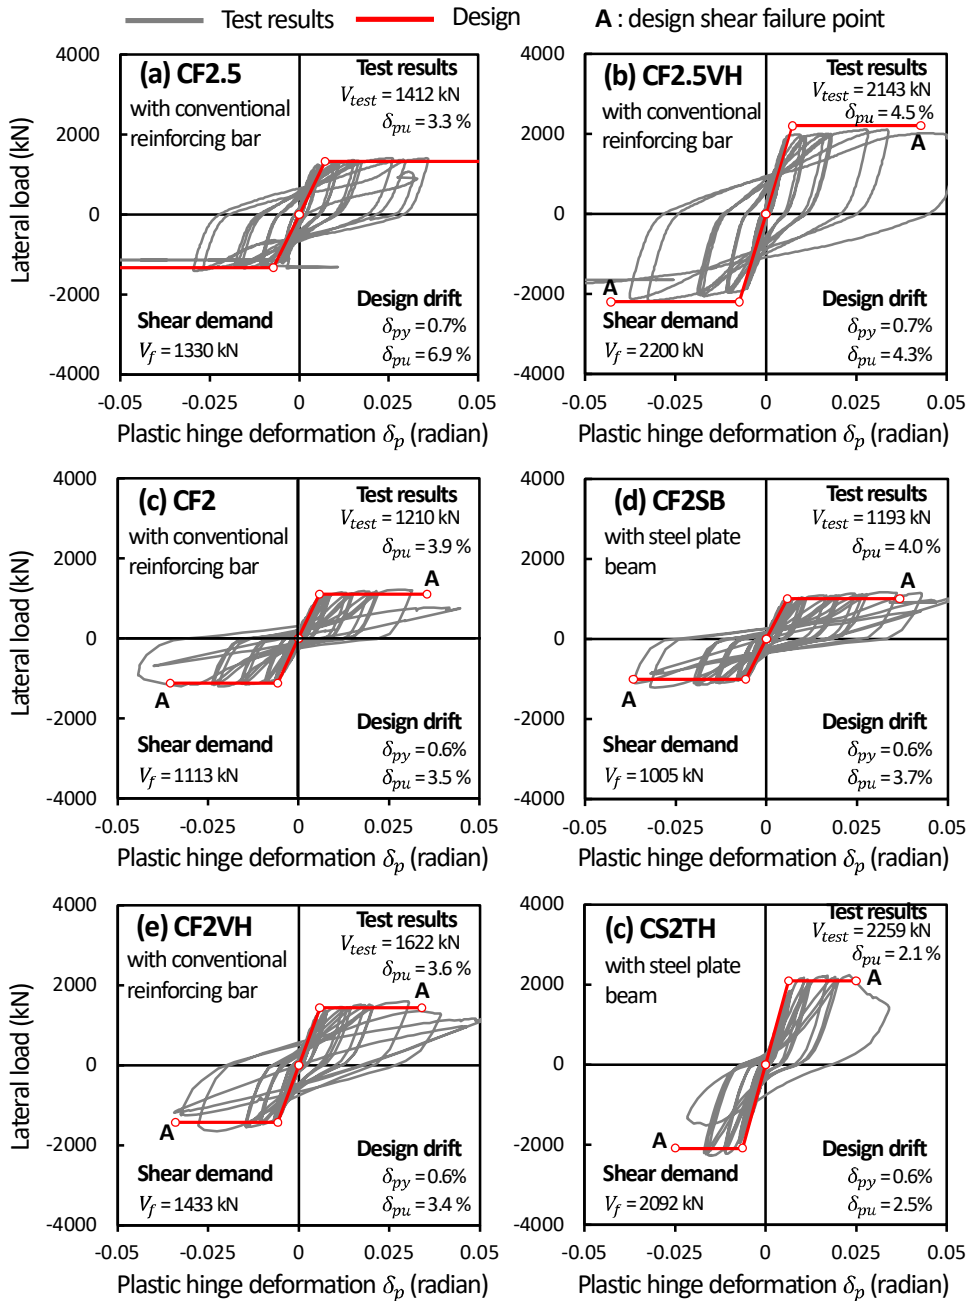 Test results
Design
A : design shear failure point
Lateral load (kN)
4000
2000
0
-2000
-4000
(a) CF2.5
with conventional
reinforcing bar
Test results
V_test = 1412 kN
δ_pu = 3.3 %
Shear demand
V_f = 1330 kN
Design drift
δ_py = 0.7%
δ_pu = 6.9 %
-0.05 -0.025 0 0.025 0.05
Plastic hinge deformation δ_p (radian)
4000
2000
0
-2000
-4000
(b) CF2.5VH
with conventional
reinforcing bar
Test results
V_test = 2143 kN
δ_pu = 4.5 %
A
A
Shear demand
V_f = 2200 kN
Design drift
δ_py = 0.7%
δ_pu = 4.3%
-0.05 -0.025 0 0.025 0.05
Plastic hinge deformation δ_p (radian)
Lateral load (kN)
4000
2000
0
-2000
-4000
(c) CF2
with conventional
reinforcing bar
Test results
V_test = 1210 kN
δ_pu = 3.9 %
A
A
Shear demand
V_f = 1113 kN
Design drift
δ_py = 0.6%
δ_pu = 3.5 %
-0.05 -0.025 0 0.025 0.05
Plastic hinge deformation δ_p (radian)
4000
2000
0
-2000
-4000
(d) CF2SB
with steel plate
beam
Test results
V_test = 1193 kN
δ_pu = 4.0 %
A
A
Shear demand
V_f = 1005 kN
Design drift
δ_py = 0.6%
δ_pu = 3.7%
-0.05 -0.025 0 0.025 0.05
Plastic hinge deformation δ_p (radian)
Lateral load (kN)
4000
2000
0
-2000
-4000
(e) CF2VH
with conventional
reinforcing bar
Test results
V_test = 1622 kN
δ_pu = 3.6 %
A
A
Shear demand
V_f = 1433 kN
Design drift
δ_py = 0.6%
δ_pu = 3.4 %
-0.05 -0.025 0 0.025 0.05
Plastic hinge deformation δ_p (radian)
4000
2000
0
-2000
-4000
(c) CS2TH
with steel plate
beam
Test results
V_test = 2259 kN
δ_pu = 2.1 %
A
A
Shear demand
V_f = 2092 kN
Design drift
δ_py = 0.6%
δ_pu = 2.5%
-0.05 -0.025 0 0.025 0.05
Plastic hinge deformation δ_p (radian)